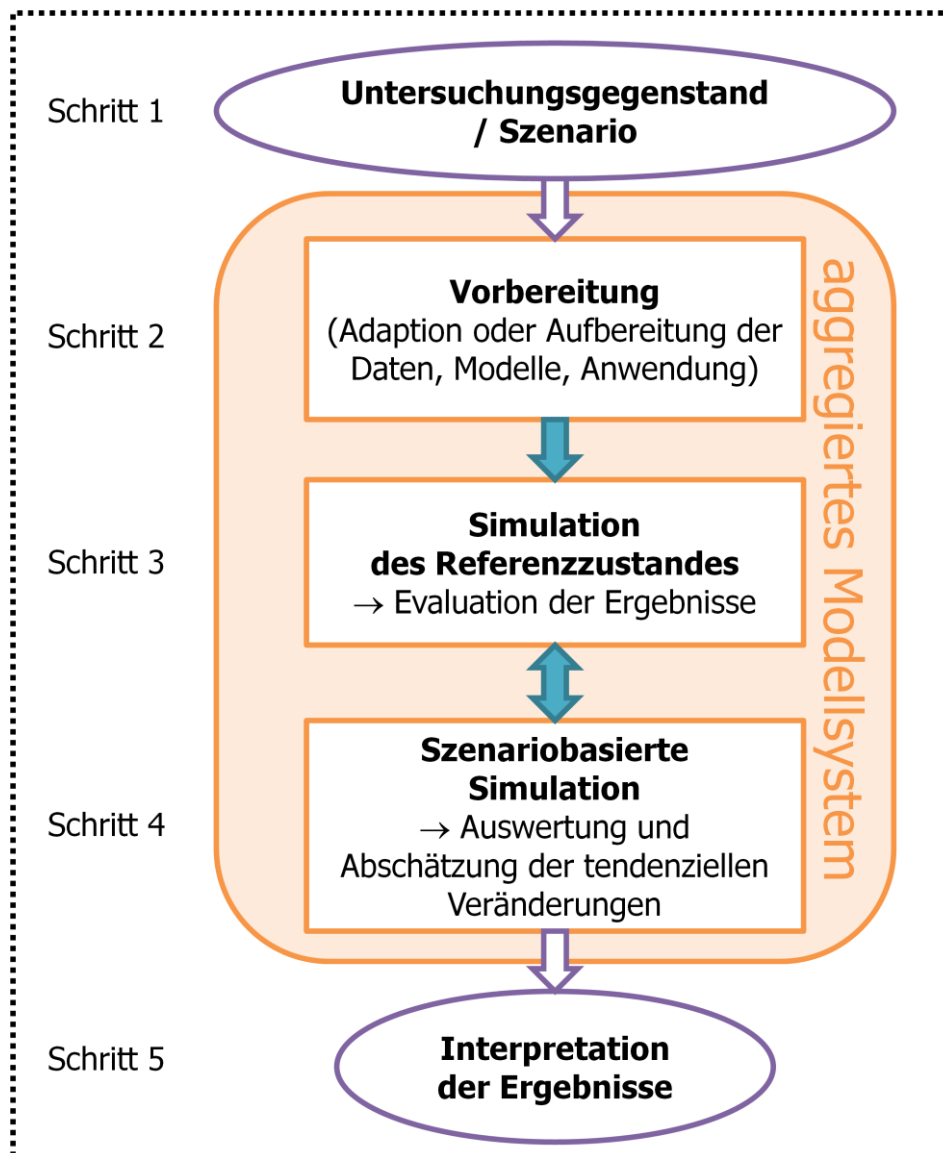 Schritt 1
Untersuchungsgegenstand
/ Szenario
aggregiertes Modellsystem
Schritt 2
Vorbereitung
(Adaption oder Aufbereitung der
Daten, Modelle, Anwendung)
Schritt 3
Simulation
des Referenzzustandes
→ Evaluation der Ergebnisse
Schritt 4
Szenariobasierte
Simulation
→ Auswertung und
Abschätzung der tendenziellen
Veränderungen
Schritt 5
Interpretation
der Ergebnisse